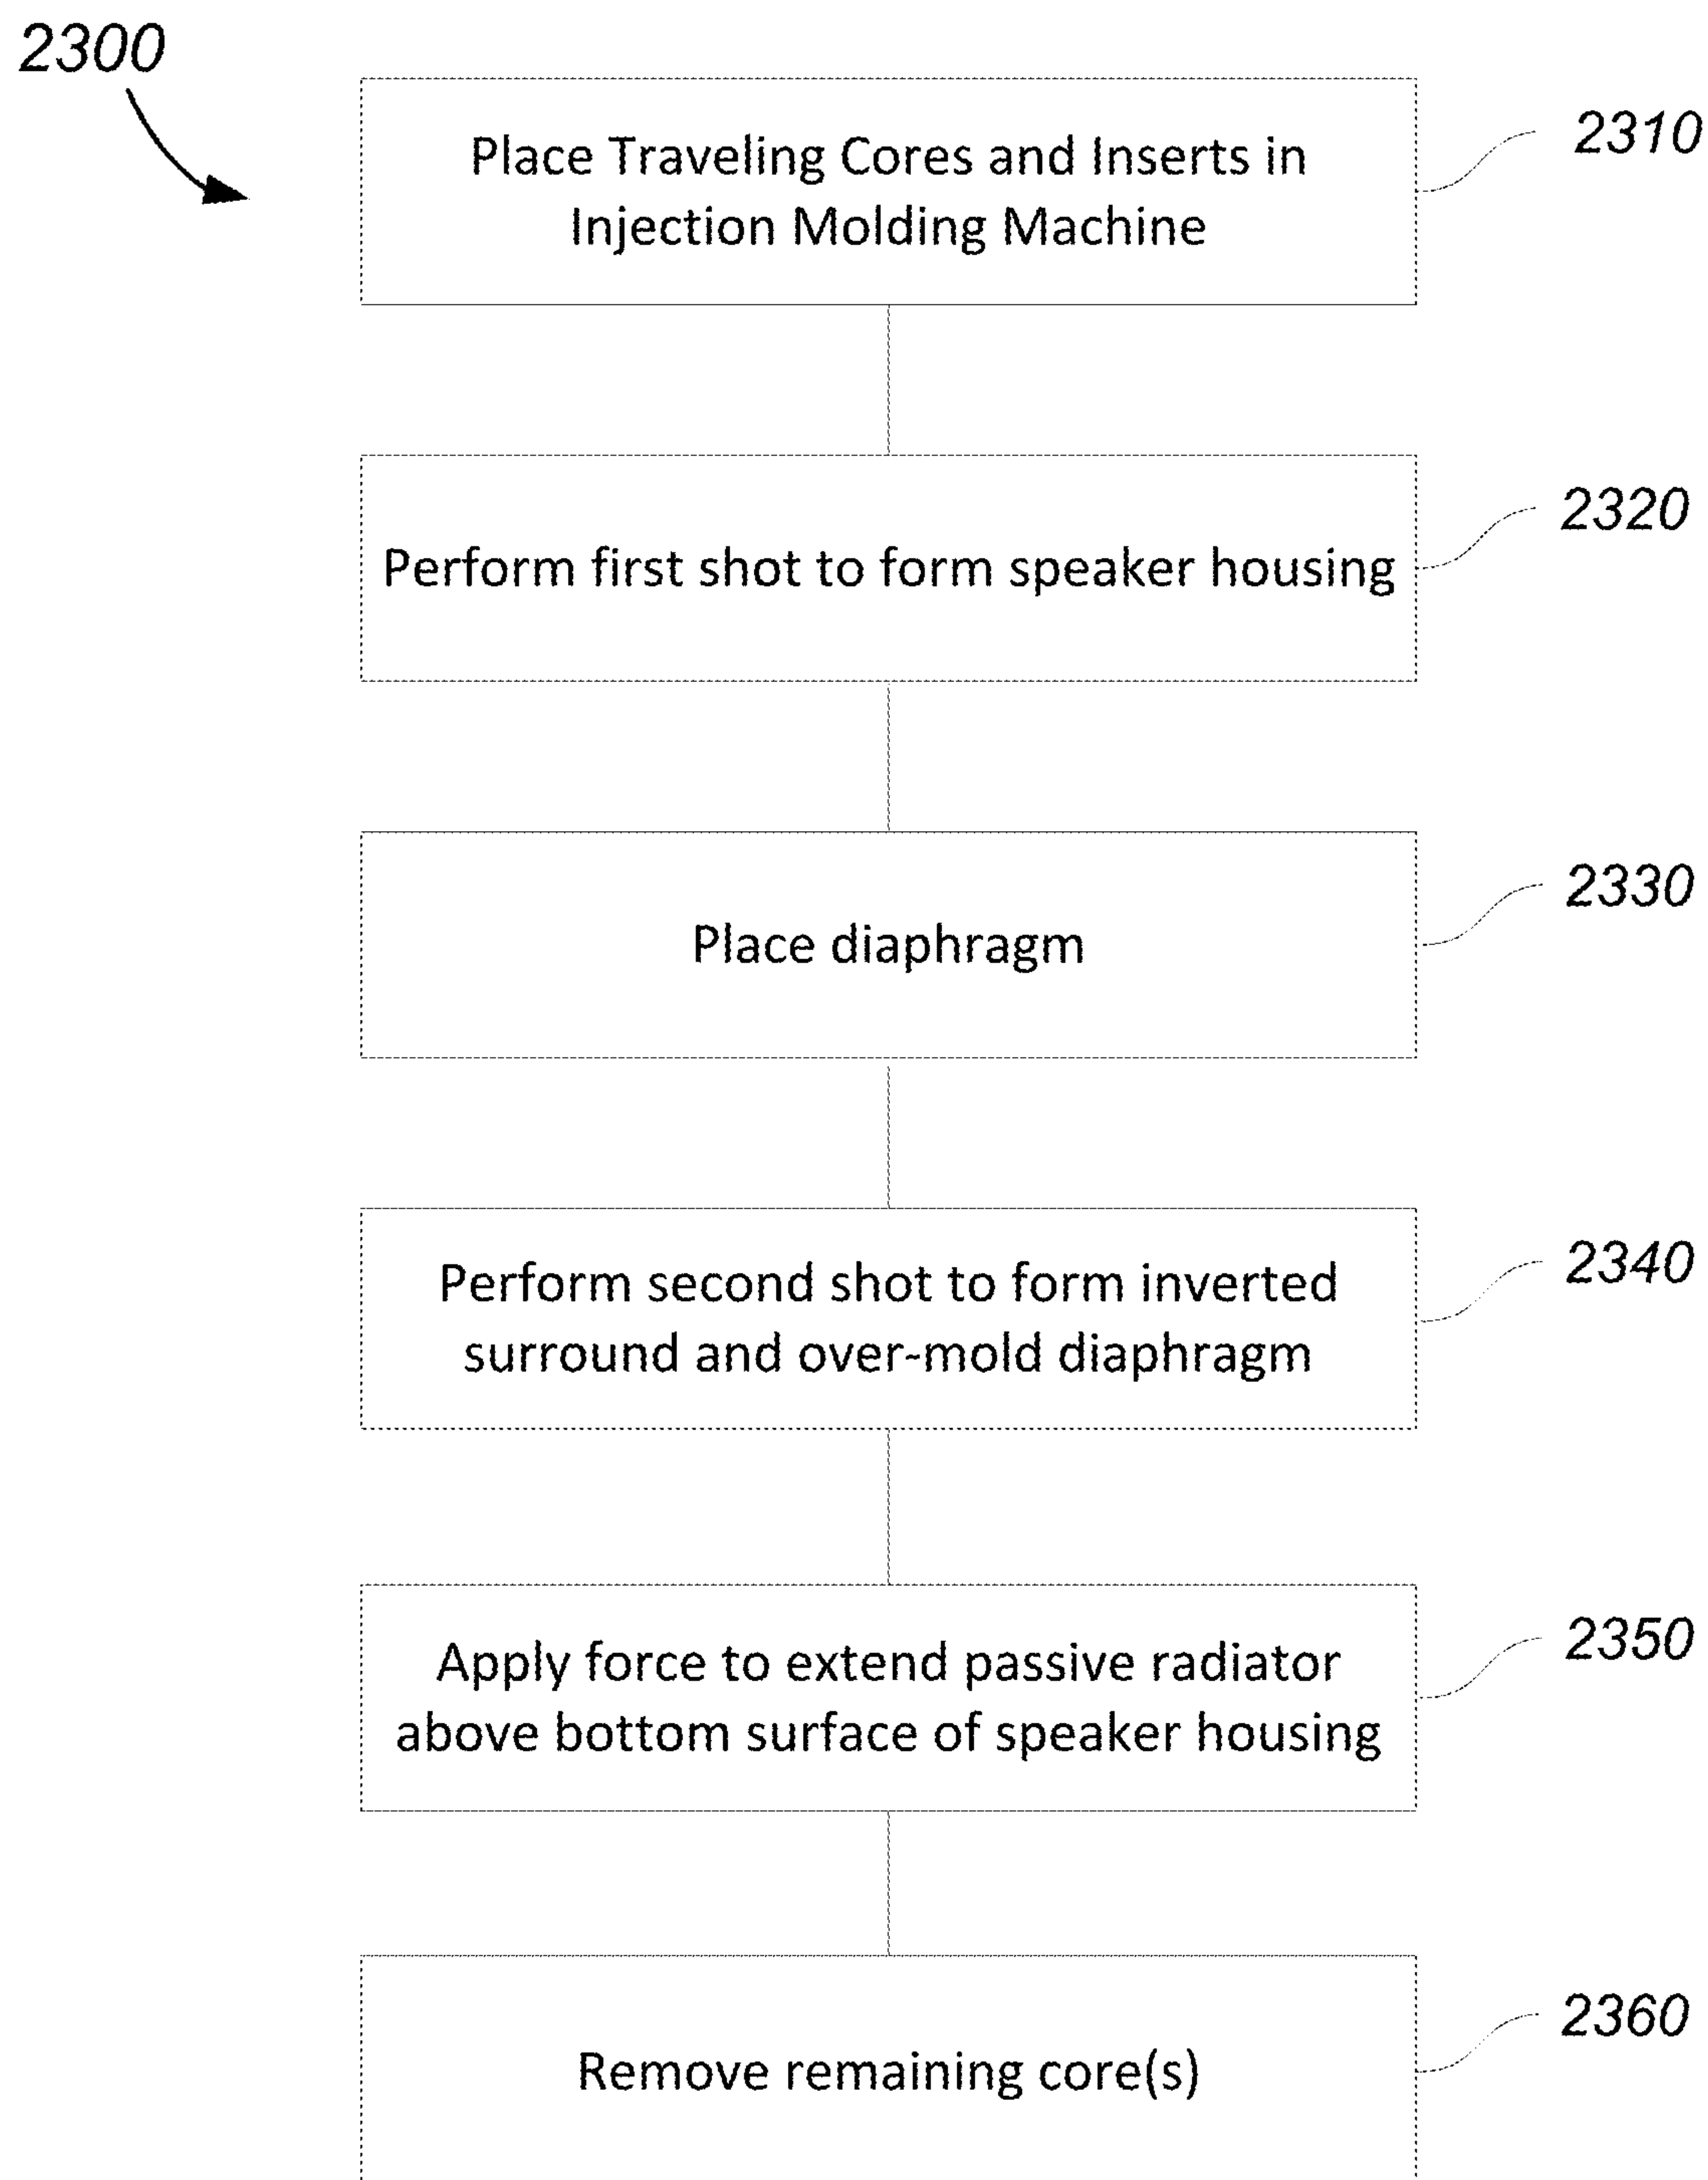 2300
Place Traveling Cores and Inserts in
Injection Molding Machine
2310
Perform first shot to form speaker housing
2320
Place diaphragm
2330
Perform second shot to form inverted
surround and over-mold diaphragm
2340
Apply force to extend passive radiator
above bottom surface of speaker housing
2350
Remove remaining core(s)
2360